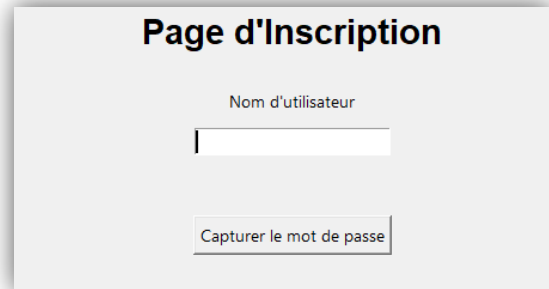 Page d'Inscription
Nom d'utilisateur
Capturer le mot de passe